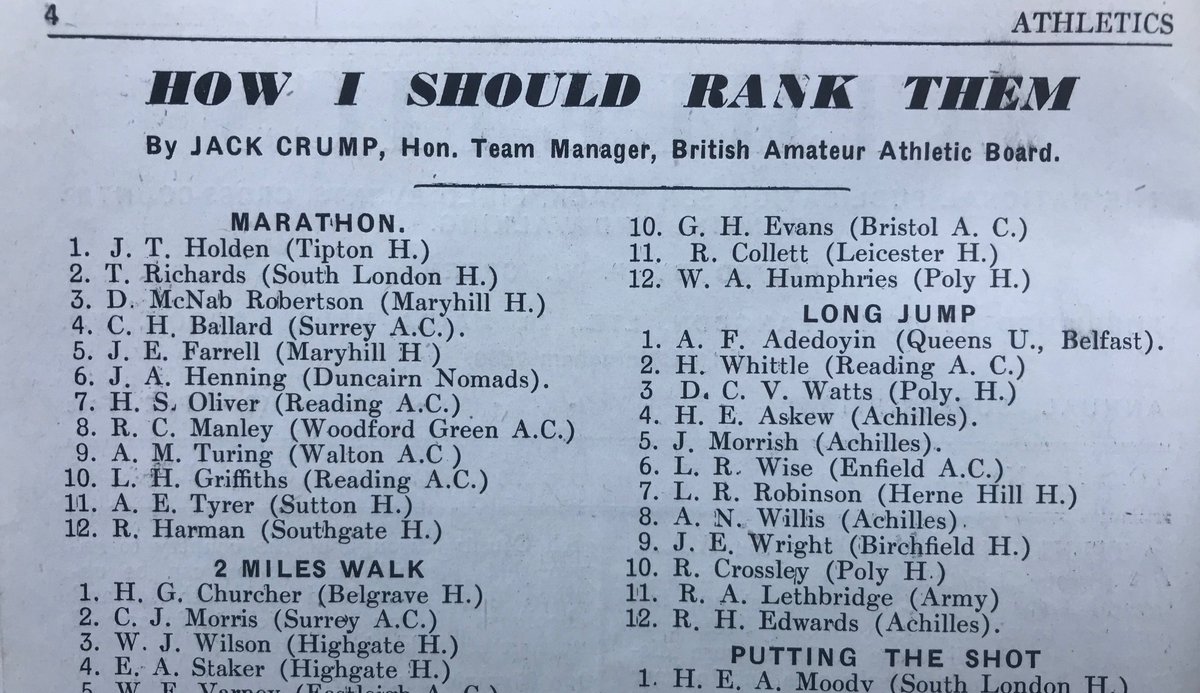 4
ATHLETICS
HOW I SHOULD RANK THEM
By JACK CRUMP, Hon. Team Manager, British Amateur Athletic Board.
MARATHON.
1. J. T. Holden (Tipton H.)
2. T. Richards (South London H.)
3. D. McNab Robertson (Maryhill H.)
4. C. H. Ballard (Surrey A.C.).
5. J. E. Farrell (Maryhill H )
6. J. A. Henning (Duncairn Nomads).
7. H. S. Oliver (Reading A.C.)
8. R. C. Manley (Woodford Green A.C.)
9. A. M. Turing (Walton A.C )
10. L. H. Griffiths (Reading A.C.)
11. A. E. Tyrer (Sutton H.)
12. R. Harman (Southgate H.)
2 MILES WALK
1. H. G. Churcher (Belgrave H.)
2. C. J. Morris (Surrey A.C.)
3. W. J. Wilson (Highgate H.)
4. E. A. Staker (Highgate H.)
5. W. E. Varney (Eastleigh A. C.)
10. G. H. Evans (Bristol A. C.)
11. R. Collett (Leicester H.)
12. W. A. Humphries (Poly H.)
LONG JUMP
1. A. F. Adedoyin (Queens U., Belfast).
2. H. Whittle (Reading A. C.)
3 D. C. V. Watts (Poly. H.)
4. H. E. Askew (Achilles).
5. J. Morrish (Achilles).
6. L. R. Wise (Enfield A.C.)
7. L. R. Robinson (Herne Hill H.)
8. A. N. Willis (Achilles).
9. J. E. Wright (Birchfield H.)
10. R. Crossley (Poly H.)
11. R. A. Lethbridge (Army)
12. R. H. Edwards (Achilles).
PUTTING THE SHOT
1. H. E. A. Moody (South London H.)